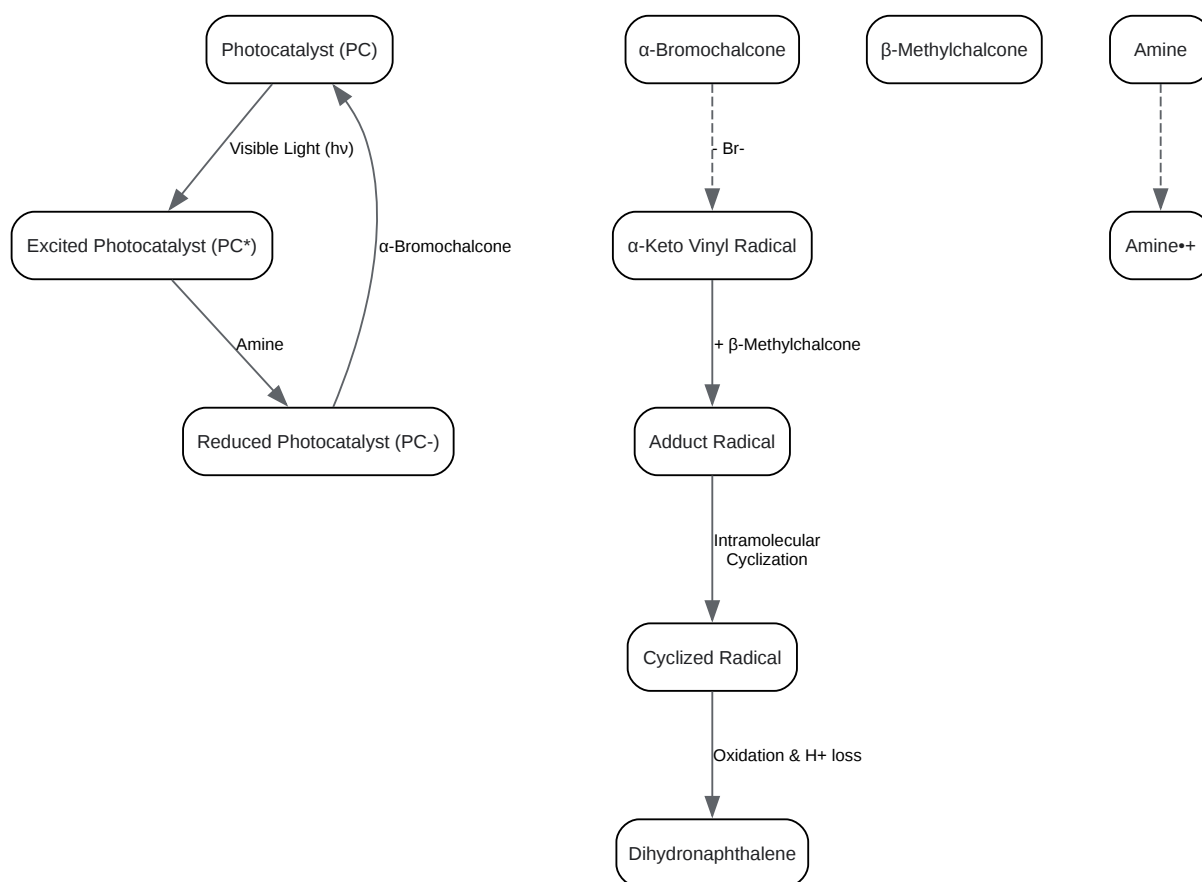 Photocatalyst (PC)
α-Bromochalcone
β-Methylchalcone
Amine
Visible Light (hν)
- Br-
Excited Photocatalyst (PC*)
α-Bromochalcone
α-Keto Vinyl Radical
Amine•+
Amine
+ β-Methylchalcone
Reduced Photocatalyst (PC-)
Adduct Radical
Intramolecular
Cyclization
Cyclized Radical
Oxidation & H+ loss
Dihydronaphthalene